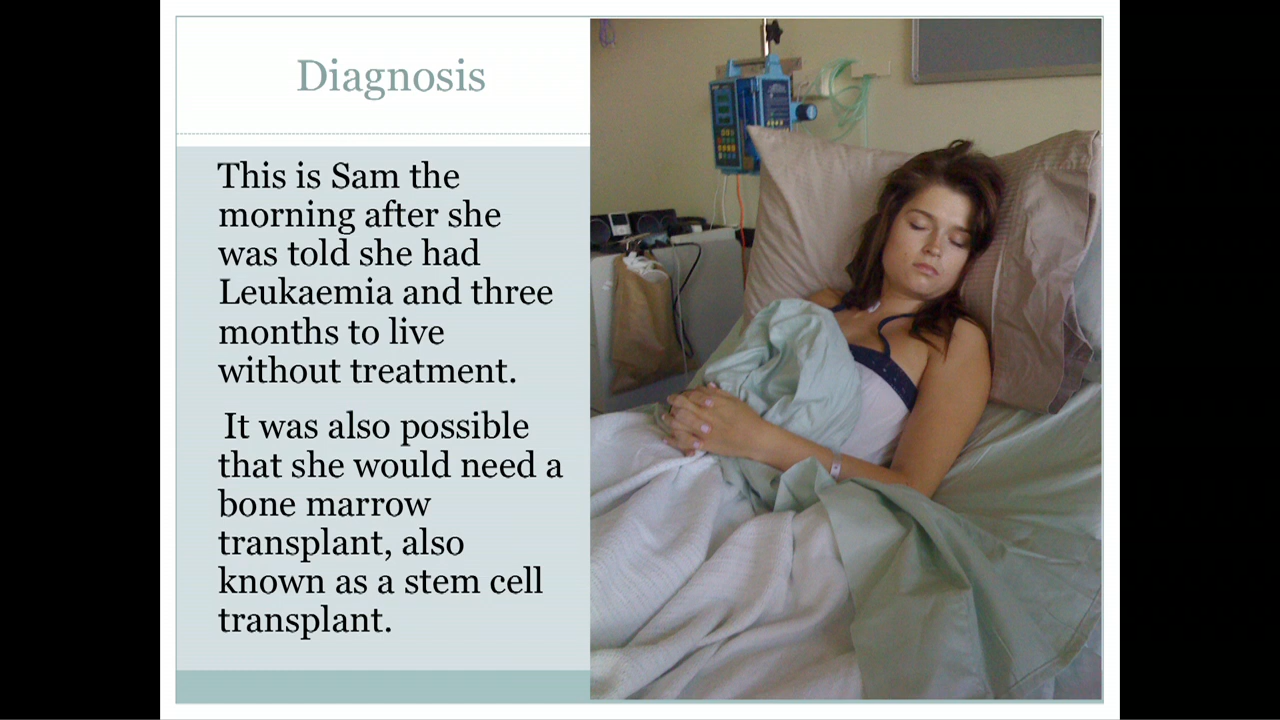 Diagnosis
This is Sam the
morning after she
was told she had
Leukaemia and three
months to live
without treatment.
It was also possible
that she would need a
bone marrow
transplant, also
known as a stem cell
transplant.